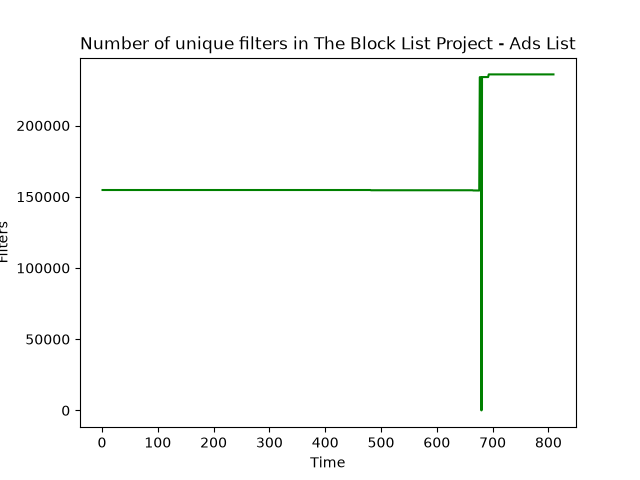 Number of unique filters in The Block List Project - Ads List
200000
150000
100000
50000
0
Filters
0 100 200 300 400 500 600 700 800
Time